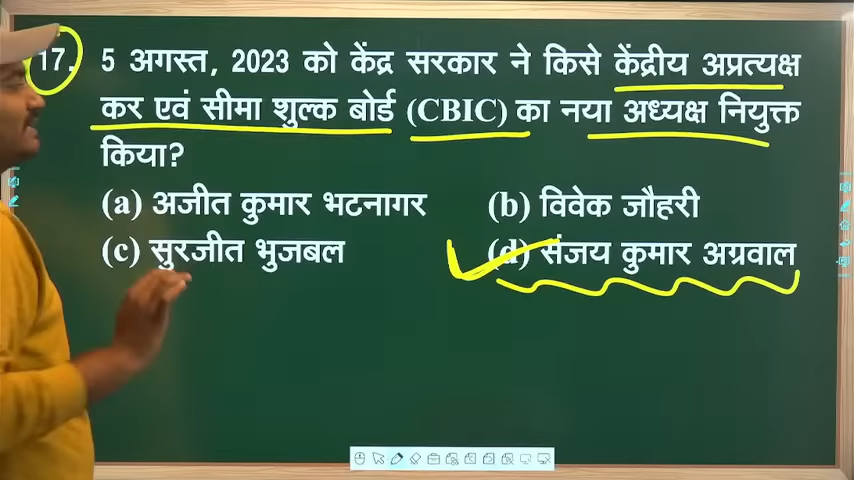 17. 5 अगस्त, 2023 को केंद्र सरकार ने किसे केंद्रीय अप्रत्यक्ष
कर एवं सीमा शुल्क बोर्ड (CBIC) का नया अध्यक्ष नियुक्त
किया?
(a) अजीत कुमार भटनागर (b) विवेक जौहरी
(c) सुरजीत भुजबल (d) संजय कुमार अग्रवाल